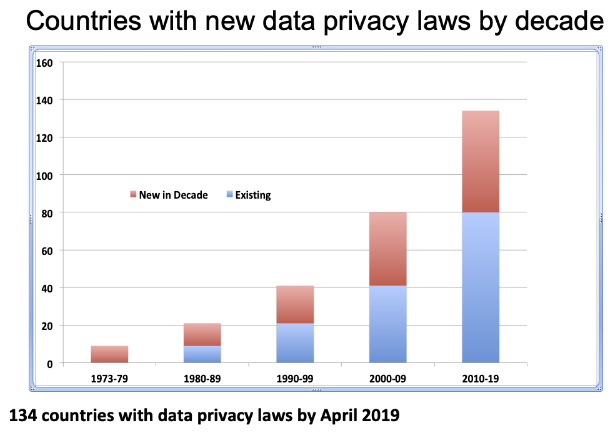 Countries with new data privacy laws by decade
160
140
120
100
New in Decade Existing
80
60
40
20
0
1973-79 1980-89 1990-99 2000-09 2010-19
134 countries with data privacy laws by April 2019